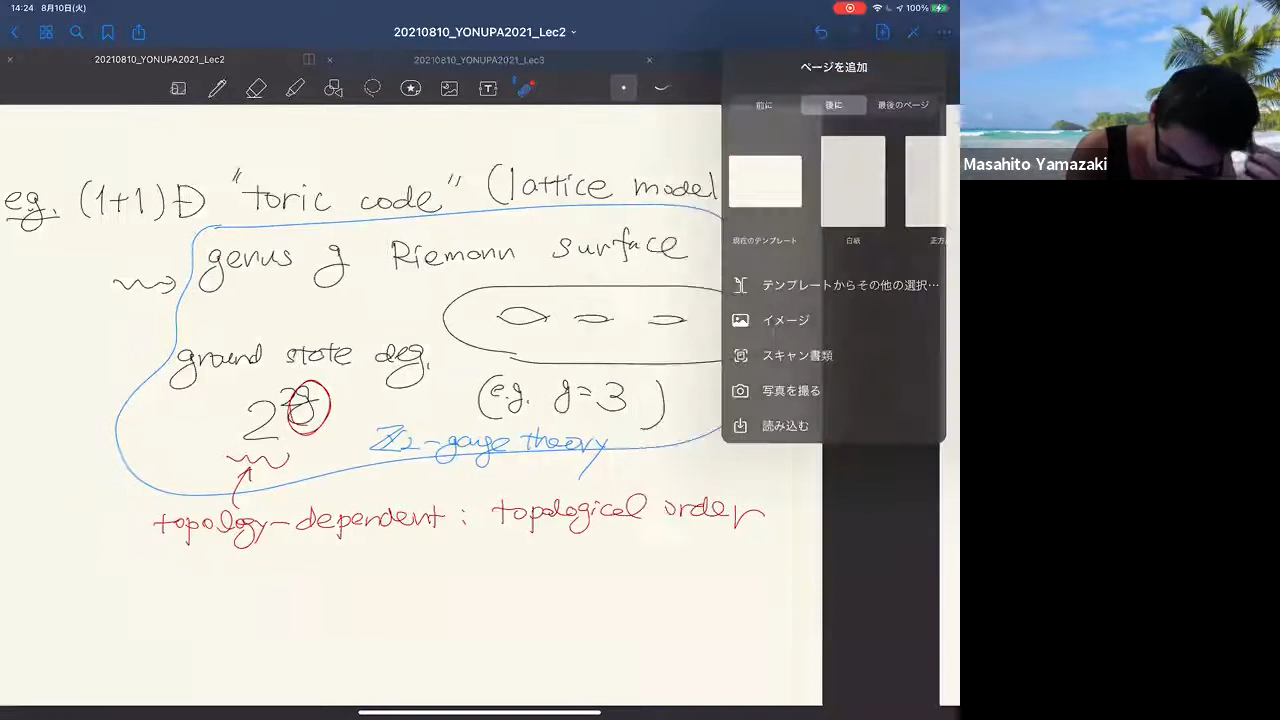 14:24 8月10日(火)
100%
20210810_YONUPA2021_Lec2
20210810_YONUPA2021_Lec2
20210810_YONUPA2021_Lec3
ページを追加
前に 後に 最後のページ
現在のテンプレート 白紙 正方
テンプレートからその他の選択…
イメージ
スキャン書類
写真を撮る
読み込む
Masahito Yamazaki
eg. (1+1)D "toric code" (lattice model
genus g Riemann surface
ground state deg.
2^{2g} (e.g. g=3)
Z2-gauge theory
topology-dependent : topological order